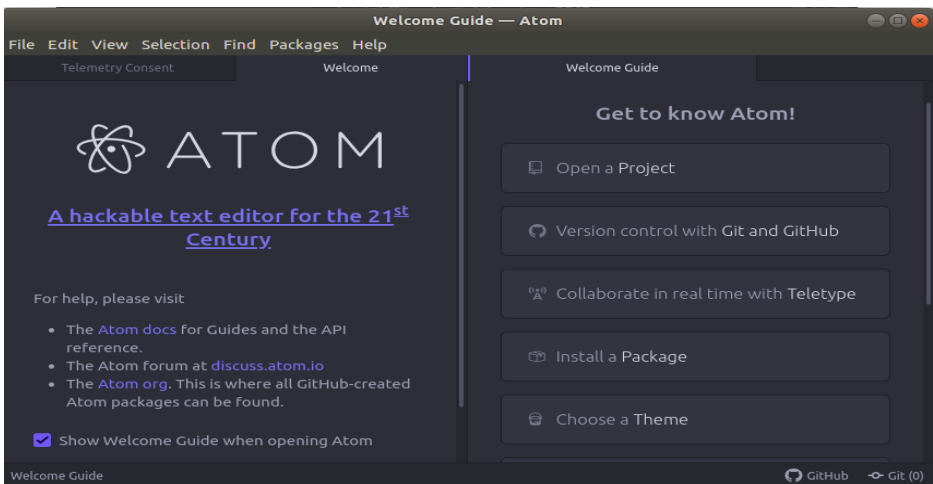 Welcome Guide — Atom
File Edit View Selection Find Packages Help
Telemetry Consent Welcome Welcome Guide
ATOM
A hackable text editor for the 21st
Century
For help, please visit
• The Atom docs for Guides and the API
reference.
• The Atom forum at discuss.atom.io
• The Atom org. This is where all GitHub-created
Atom packages can be found.
Show Welcome Guide when opening Atom
Get to know Atom!
Open a Project
Version control with Git and GitHub
Collaborate in real time with Teletype
Install a Package
Choose a Theme
Welcome Guide GitHub Git (0)